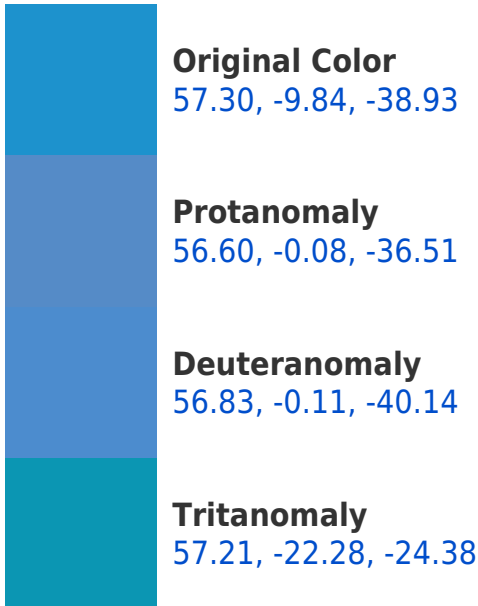 Original Color
57.30, -9.84, -38.93
Protanomaly
56.60, -0.08, -36.51
Deuteranomaly
56.83, -0.11, -40.14
Tritanomaly
57.21, -22.28, -24.38